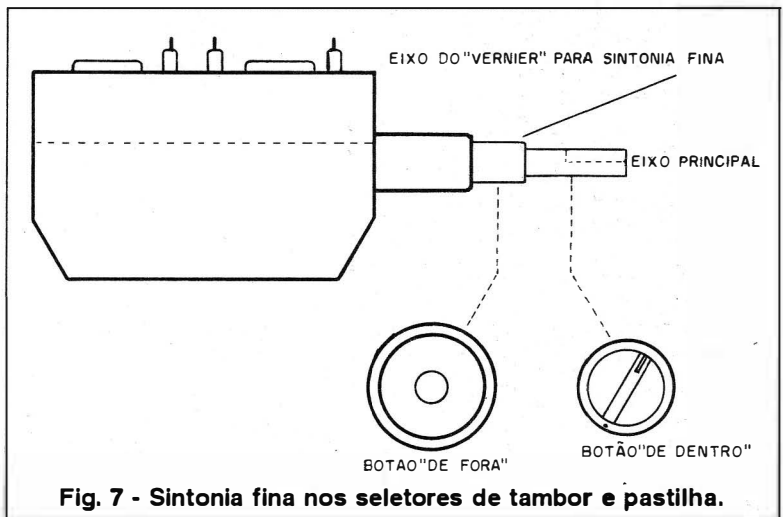 EIXO DO "VERNIER" PARA SINTONIA FINA
EIXO PRINCIPAL
BOTAO "DE FORA"
BOTÃO "DE DENTRO"
Fig. 7 - Sintonia fina nos seletores de tambor e pastilha.